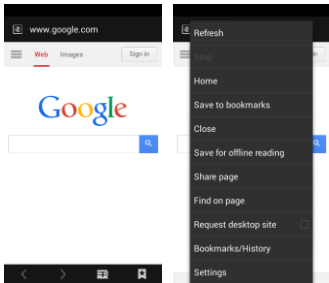 www.google.com
Web Images Sign in
Google
Refresh
Stop
Home
Save to bookmarks
Close
Save for offline reading
Share page
Find on page
Request desktop site
Bookmarks/History
Settings